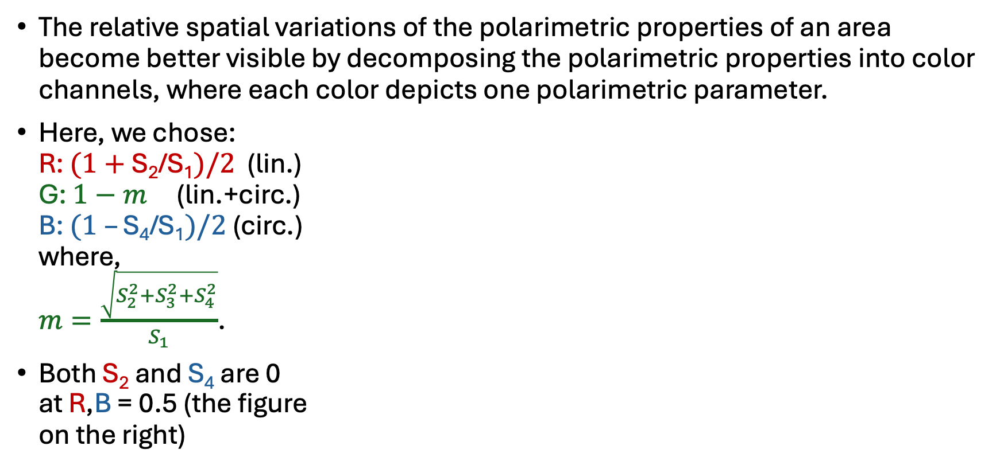 • The relative spatial variations of the polarimetric properties of an area
become better visible by decomposing the polarimetric properties into color
channels, where each color depicts one polarimetric parameter.
• Here, we chose:
R: (1 + S₂/S₁)/2 (lin.)
G: 1 − m (lin.+circ.)
B: (1 – S₄/S₁)/2 (circ.)
where,
m = √(S₂²+S₃²+S₄²) / S₁ .
• Both S₂ and S₄ are 0
at R,B = 0.5 (the figure
on the right)